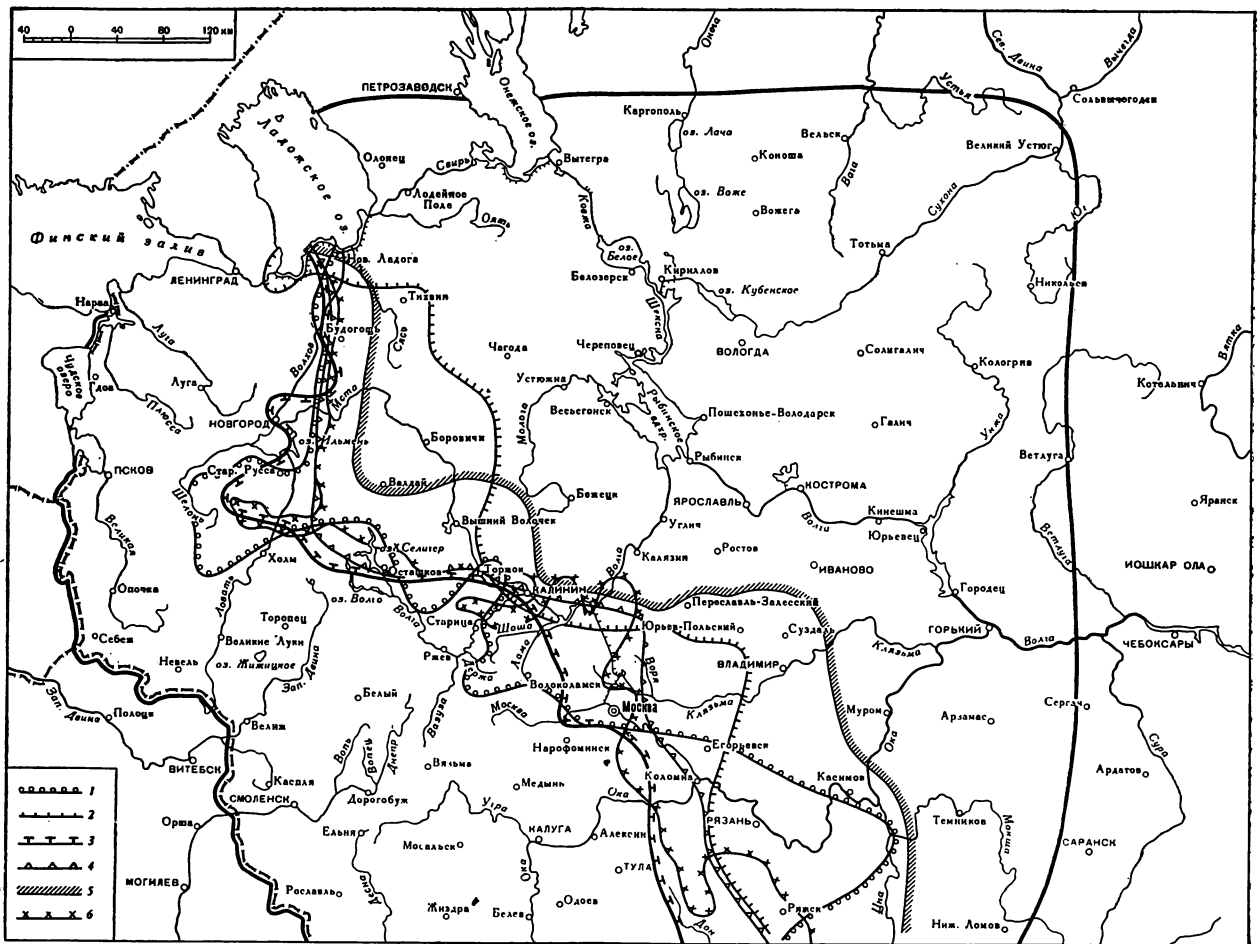 40 0 40 80 120 км
Сев. Двина
Вычегда
Онега
ПЕТРОЗАВОДСК
Онежское оз.
Каргополь
Устья
Сольвычегодск
Ладожское оз.
оз. Лача
Вельск
Великий Устюг
Олонец
Свирь
Вытегра
Коноша
Вага
Лодейное
Поле
Оять
оз. Воже
Вожега
Сухона
Юг
Финский залив
Ковжа
Тотьма
оз.
Белое
Нов. Ладога
Белозерск
Кириллов
ЛЕНИНГРАД
оз. Кубенское
Никольск
Нарва
Тихвин
Шексна
Луга
Будогощь
Сясь
Волхов
Чагода
Череповец
ВОЛОГДА
Солигалич
Кологрив
Вятка
Чудское
озеро
Гдов
Луга
Устюжна
Котельнич
Плюсса
Мста
Весьегонск
Рыбинское
вдхр.
Пошехонье-Володарск
НОВГОРОД
Молога
Галич
Унжа
оз. Ильмень
Боровичи
Рыбинск
Ветлуга
ПСКОВ
Стар. Русса
Шелонь
Валдай
Бежецк
ЯРОСЛАВЛЬ
КОСТРОМА
Яранск
Великая
Вышний Волочек
Углич
Волга
Кинешма
Юрьевец
Ветлуга
Холм
оз. Селигер
Волга
Калязин
Ростов
ИВАНОВО
ИОШКАР ОЛА
Осташков
Торжок
Опочка
Ловать
оз. Волго
КАЛИНИН
Городец
Волга
Переславль-Залесский
Торопец
Старица
Шоша
Юрьев-Польский
Суздаль
ГОРЬКИЙ
Волга
Себеж
Великие Луки
оз. Жижицкое
Клязьма
ЧЕБОКСАРЫ
Невель
Ржев
Держа
Лама
Воря
ВЛАДИМИР
Зап. Двина
Волоколамск
Зап. Двина
Белый
Москва
Москва
Клязьма
Сергач
Полоцк
Велиж
Вазуза
Муром
Арзамас
Нарофоминск
Егорьевск
Ока
Сура
ВИТЕБСК
Вопь
Вопец
Днепр
Вязьма
Каспля
Медынь
Коломна
Касимов
Ардатов
1
СМОЛЕНСК
Дорогобуж
Угра
Ока
2
Орша
РЯЗАНЬ
Темников
3
Ельня
КАЛУГА
Алексин
Мокша
Мосальск
САРАНСК
4
ТУЛА
МОГИЛЕВ
5
Рославль
Десна
Ока
Цна
6
Жиздра
Белев
Одоев
Дон
Ряжск
Ниж. Ломов